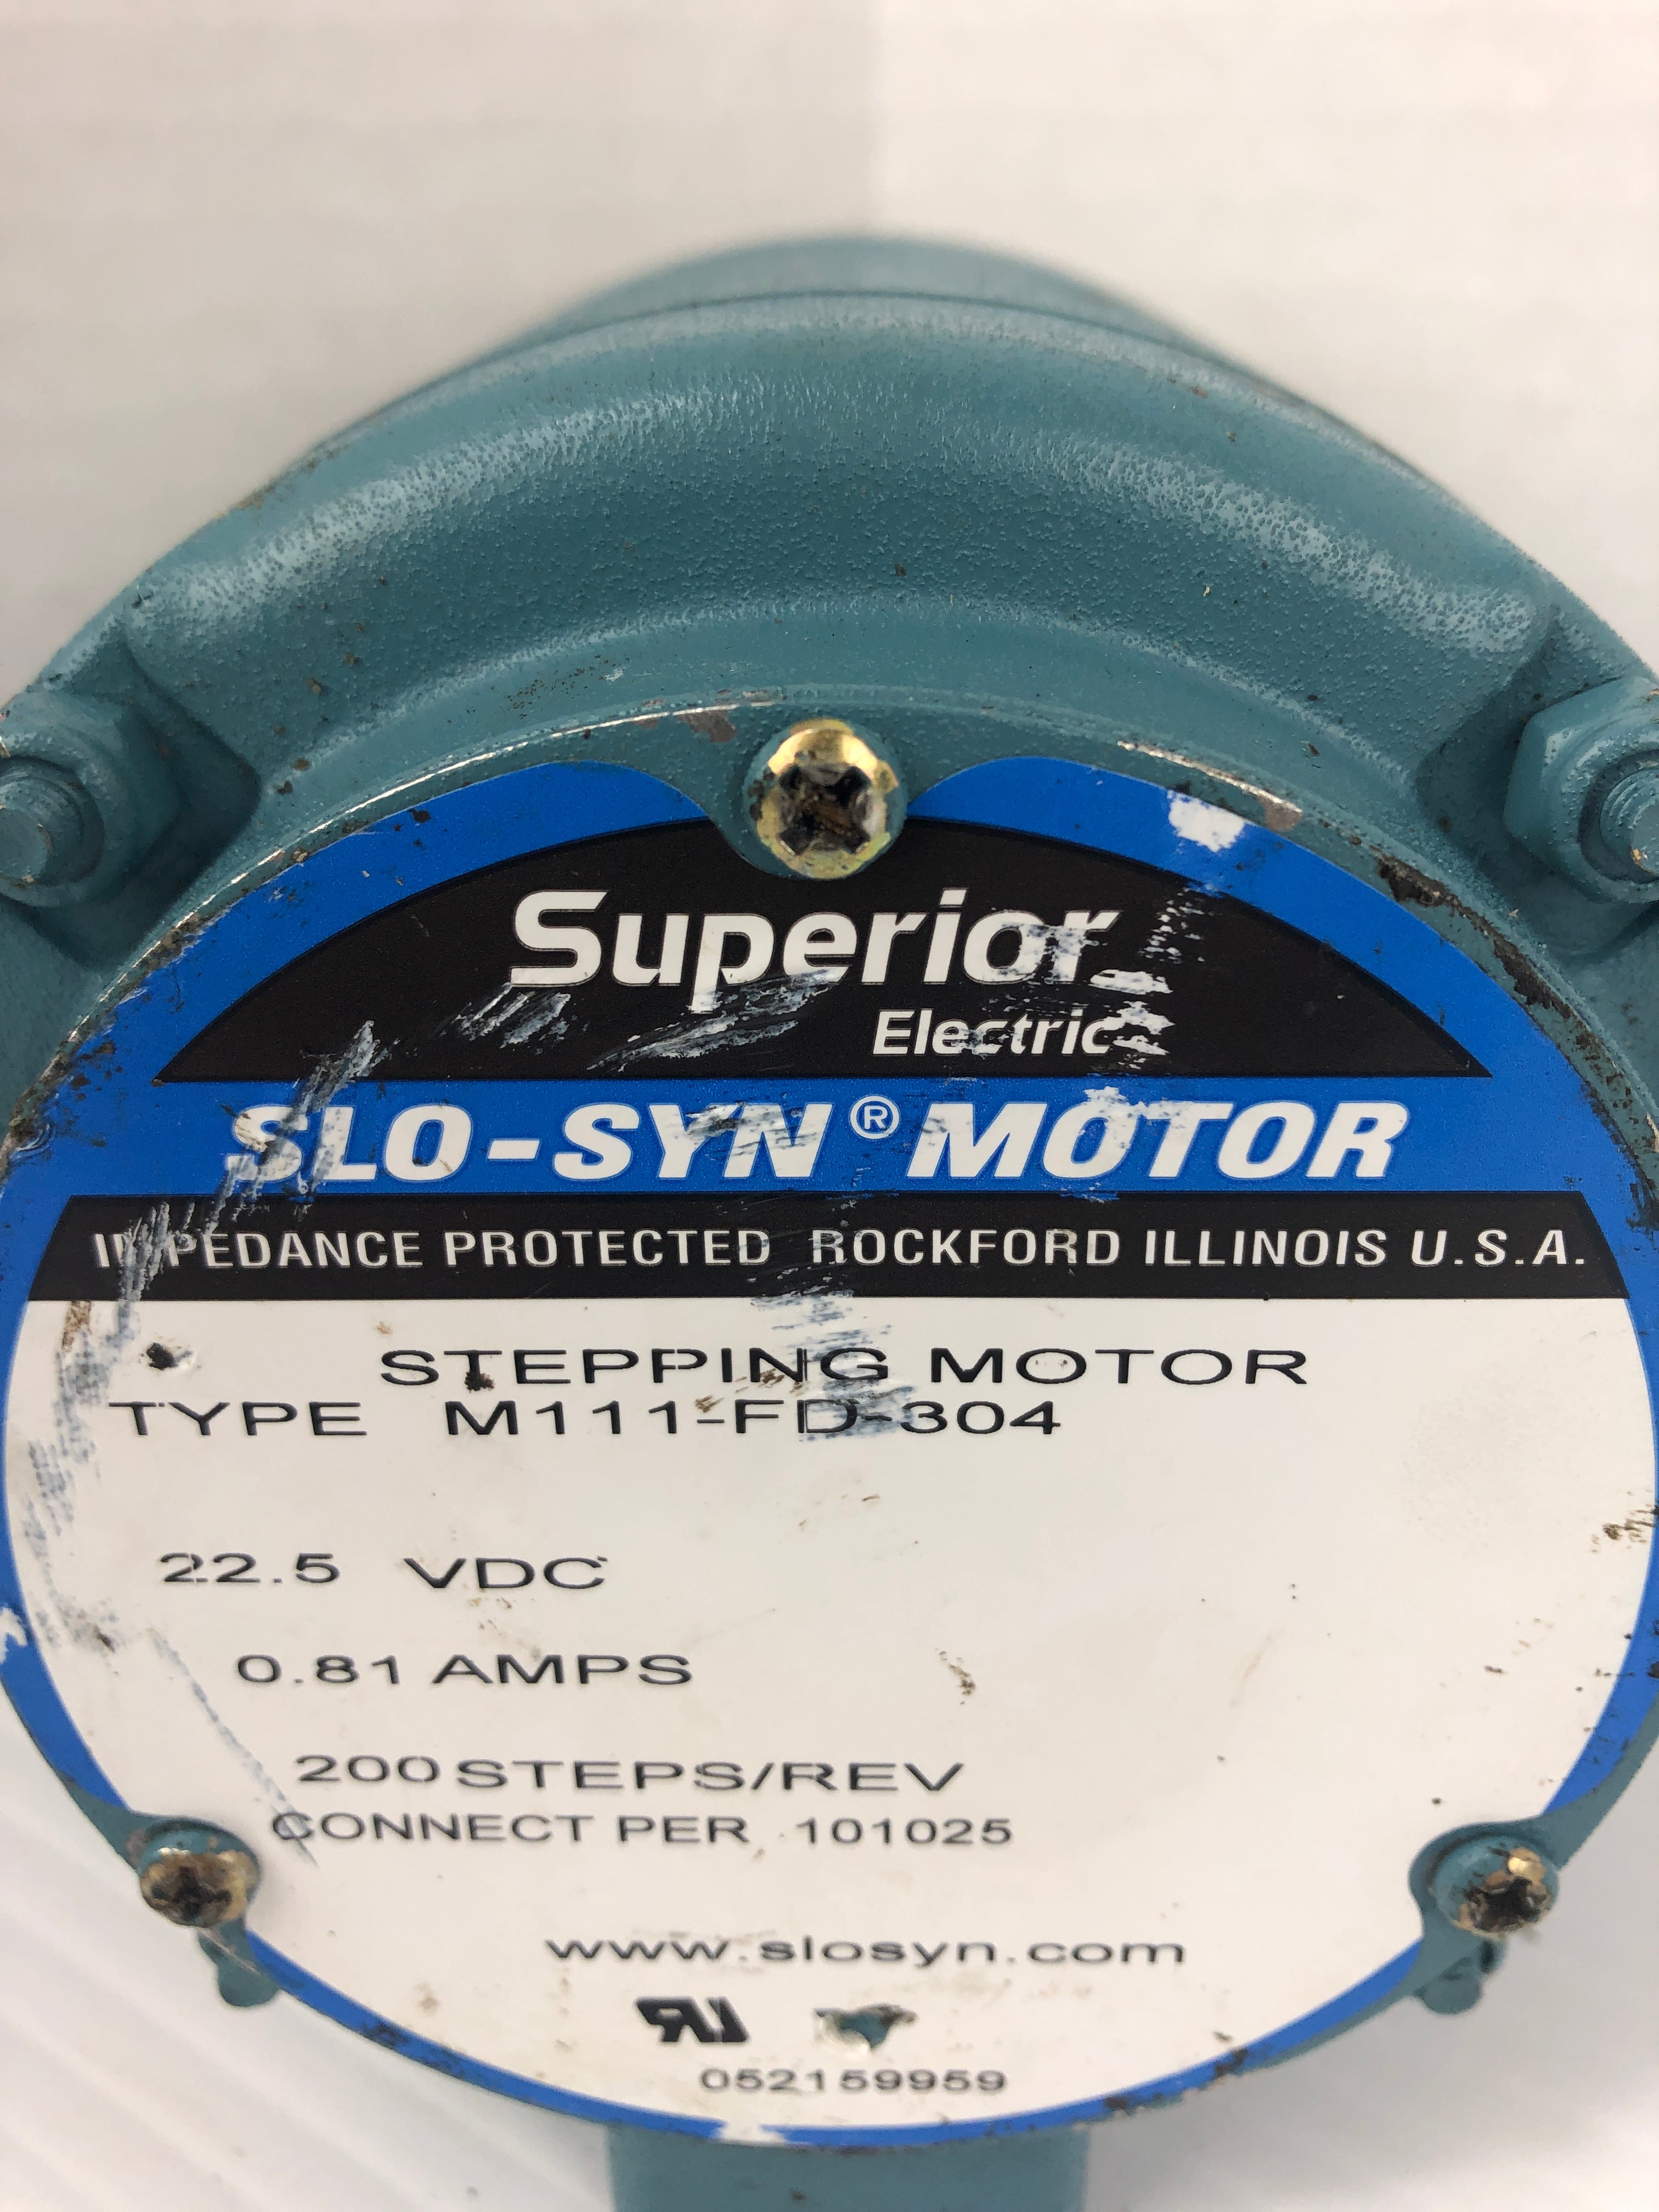 Superior
Electric
SLO-SYN® MOTOR
IMPEDANCE PROTECTED ROCKFORD ILLINOIS U.S.A.
STEPPING MOTOR
TYPE M111-FD-304
22.5 VDC
0.81 AMPS
200 STEPS/REV
CONNECT PER 101025
www.slosyn.com
052159959